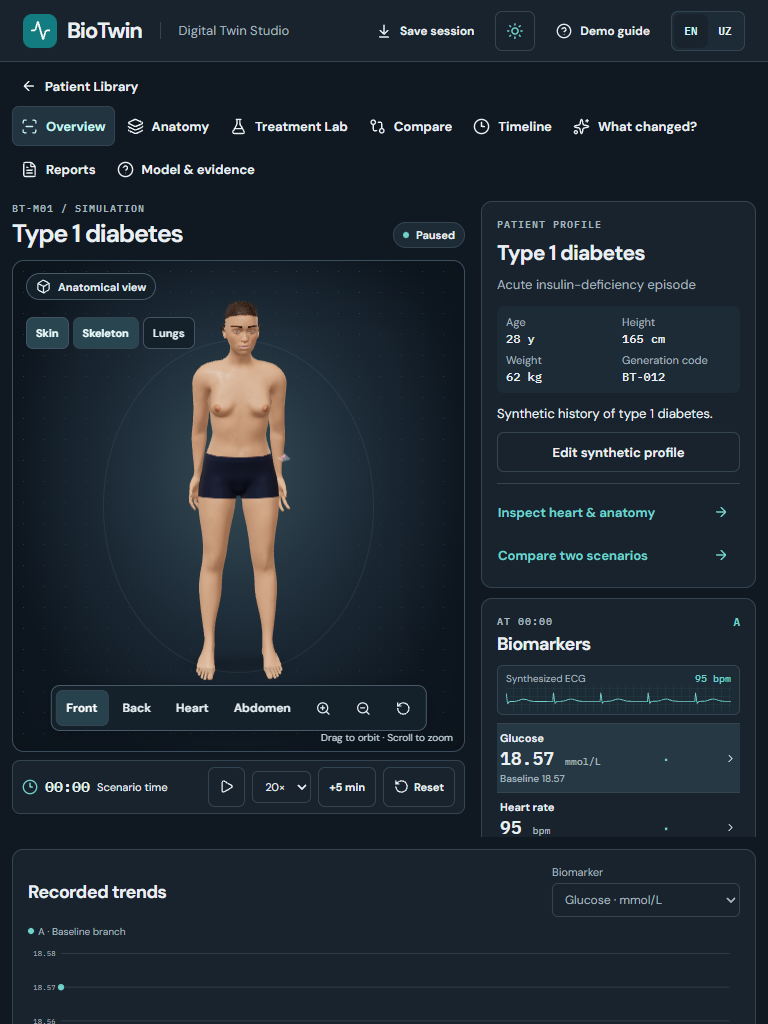 BioTwin
Digital Twin Studio
Save session
Demo guide
EN
UZ
Patient Library
Overview
Anatomy
Treatment Lab
Compare
Timeline
What changed?
Reports
Model & evidence
BT-M01 / SIMULATION
Type 1 diabetes
Paused
Anatomical view
Skin
Skeleton
Lungs
Front
Back
Heart
Abdomen
Drag to orbit · Scroll to zoom
00:00 Scenario time
20×
+5 min
Reset
PATIENT PROFILE
Type 1 diabetes
Acute insulin-deficiency episode
Age
28 y
Height
165 cm
Weight
62 kg
Generation code
BT-012
Synthetic history of type 1 diabetes.
Edit synthetic profile
Inspect heart & anatomy
Compare two scenarios
AT 00:00
A
Biomarkers
Synthesized ECG
95 bpm
Glucose
18.57 mmol/L
Baseline 18.57
Heart rate
95 bpm
Recorded trends
Biomarker
Glucose · mmol/L
A · Baseline branch
18.58
18.57
18.56